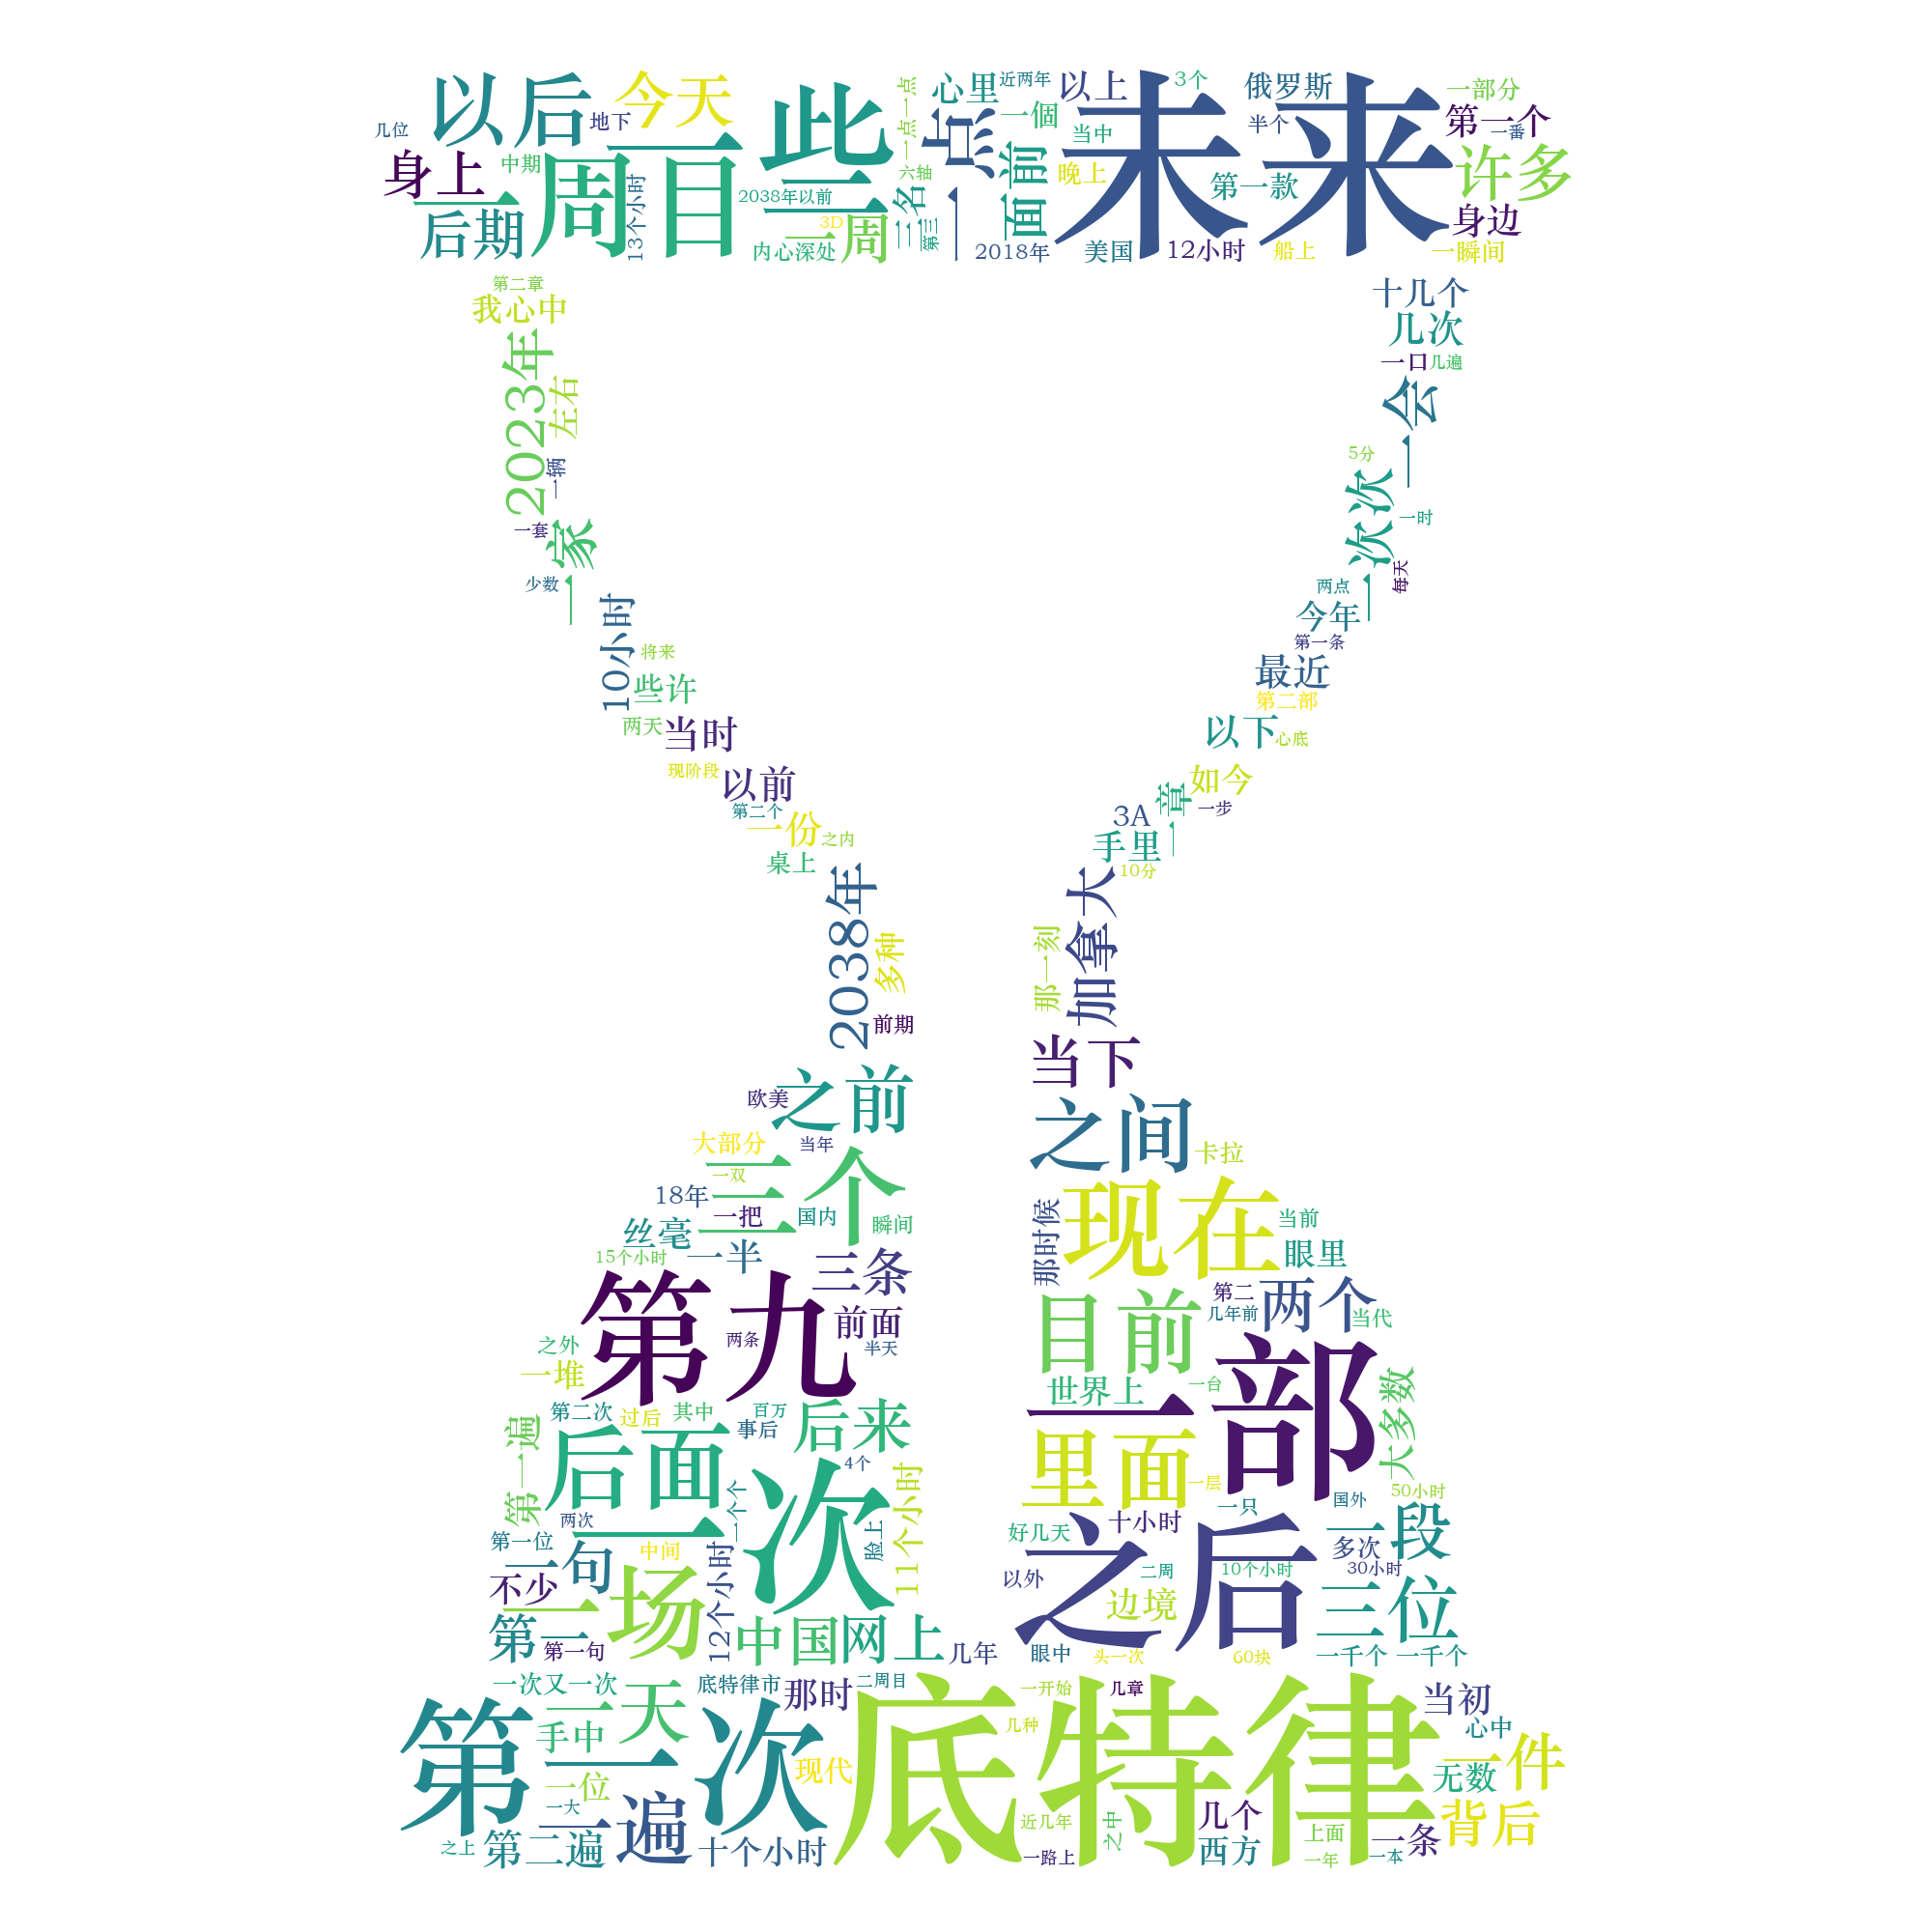 以后
今天
一些
心里
近两年
以上
3个
俄罗斯
一部分
几位
地下
一点一点
一点
一個
未来
半个
第一个
一番
身上
中期
一周目
当中
面前
晚上
六轴
第一款
许多
后期
13个小时
2038年以前
3D
一周
三名
第三
身边
内心深处
2018年
美国
12小时
船上
一瞬间
第二章
我心中
十几个
几次
2023年
左右
一口
几遍
一会
一辆
5分
一次次
一时
一套
一家
少数
两点
每天
10小时
今年
将来
第一条
些许
最近
第二部
两天
当时
以下
心底
现阶段
以前
如今
第二个
一章
一步
一份
之内
3A
手里
桌上
10分
2038年
加拿大
多种
那一刻
前期
当下
之前
欧美
之间
大部分
当年
卡拉
三个
一双
18年
一把
国内
瞬间
现在
那时候
当前
丝毫
一半
15个小时
三条
眼里
第九
目前
第二
两个
前面
几年前
当代
两条
半天
之外
一堆
一部
世界上
一台
大多数
第二次
过后
其中
百万
事后
后来
第一遍
后面
里面
4个
一层
11个小时
50小时
一次
一个个
一只
国外
两次
之后
十小时
好几天
一段
第一位
一句
中间
脸上
多次
不少
12个小时
二周
10个小时
30小时
以外
一场
边境
三位
第一
第一句
中国
网上
几年
眼中
头一次
60块
一千个
一千个
一次又一次
一天
底特律市
那时
二周目
底特律
一开始
几章
当初
第一次
手中
几种
心中
一件
现代
无数
一位
一大
一遍
近几年
之中
几个
上面
背后
之上
第二遍
十个小时
一路上
西方
一年
一条
一本